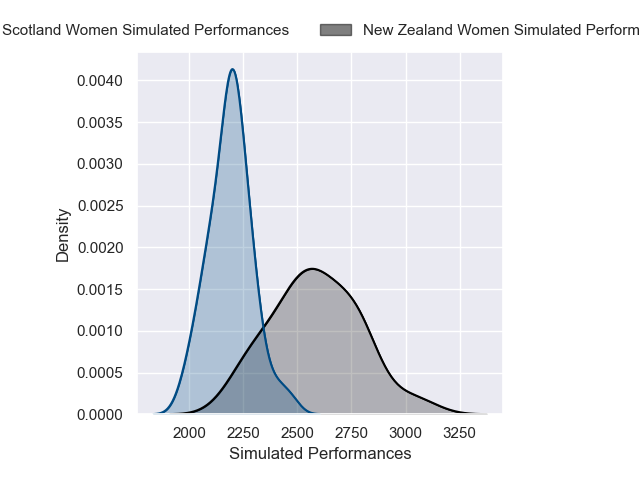 Scotland Women Simulated Performances New Zealand Women Simulated Perform
0.0040
0.0035
0.0030
0.0025
0.0020
0.0015
0.0010
0.0005
0.0000
Density
2000 2250 2500 2750 3000 3250
Simulated Performances